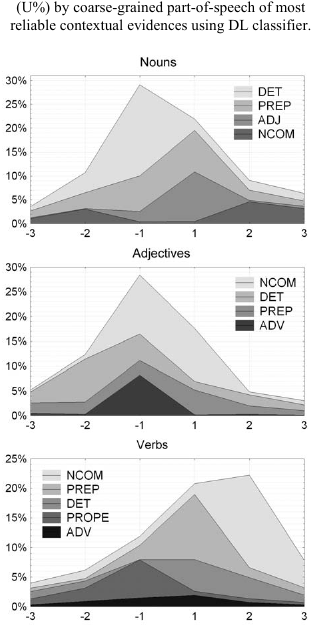 (U%) by coarse-grained part-of-speech of most
reliable contextual evidences using DL classifier.
Nouns
31%
30%
25%
20%
15%
10%
5%
0%
DET
PREP
ADJ
NCOM
-3 -2 -1 1 2 3
Adjectives
30%
25%
20%
15%
10%
5%
0%
NCOM
DET
PREP
ADV
-3 -2 -1 1 2 3
Verbs
25%
20%
15%
10%
5%
0%
NCOM
PREP
DET
PROPE
ADV
-3 -2 -1 1 2 3